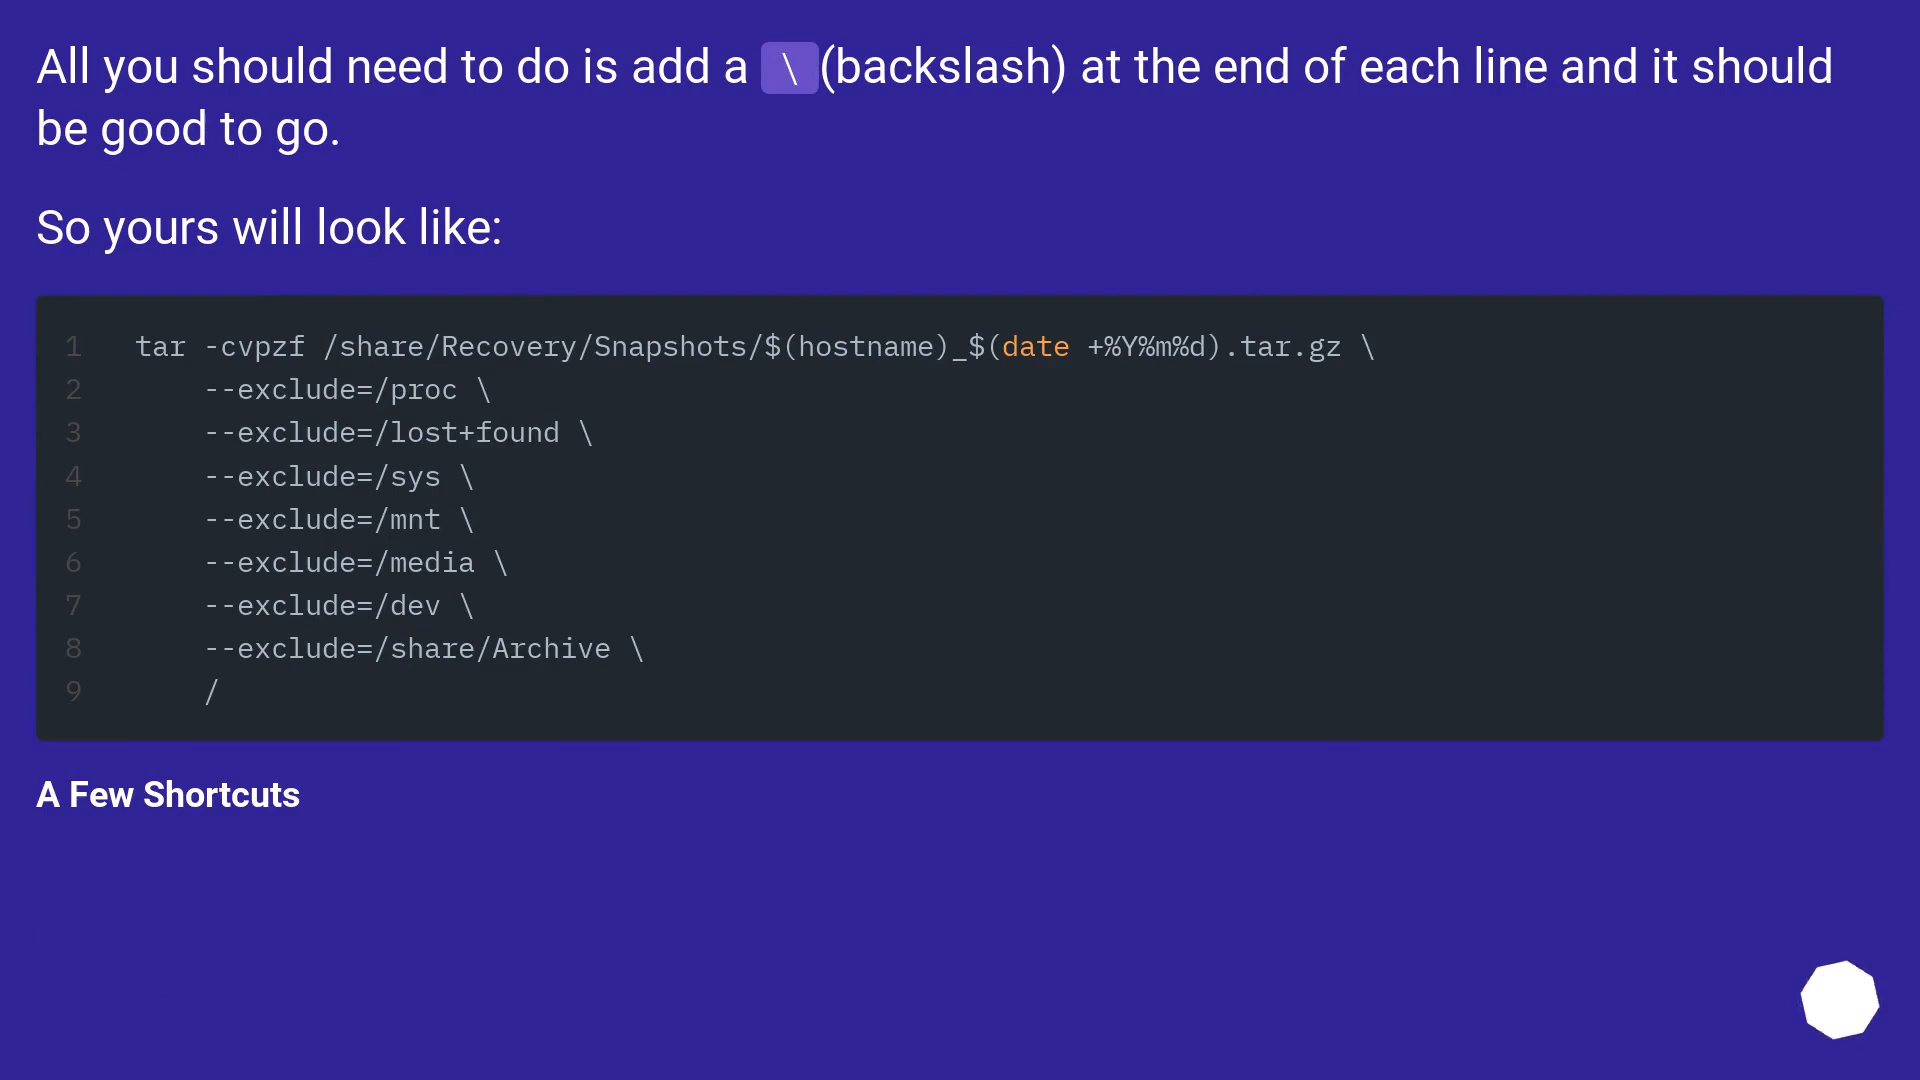 All you should need to do is add a \ (backslash) at the end of each line and it should
be good to go.
So yours will look like:
1 tar -cvpzf /share/Recovery/Snapshots/$(hostname)_$(date +%Y%m%d).tar.gz \
2 --exclude=/proc \
3 --exclude=/lost+found \
4 --exclude=/sys \
5 --exclude=/mnt \
6 --exclude=/media \
7 --exclude=/dev \
8 --exclude=/share/Archive \
9 /
A Few Shortcuts